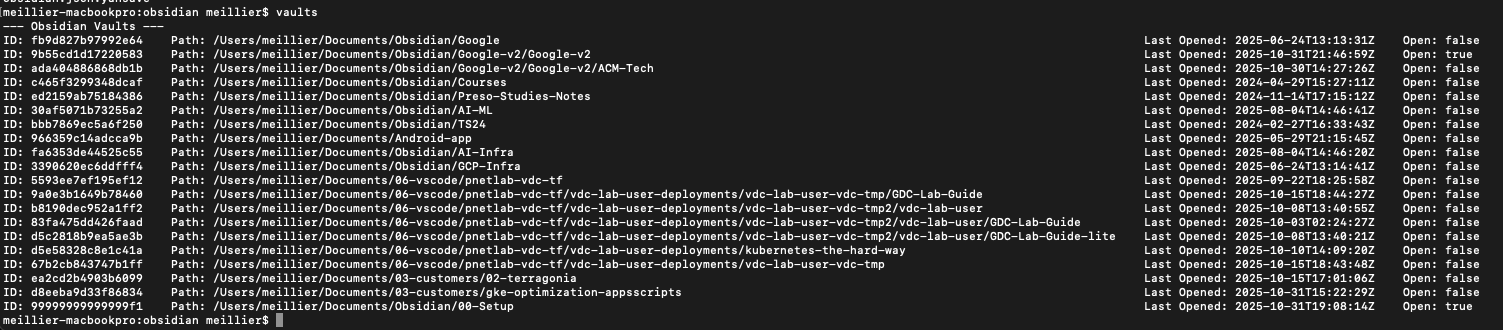 meillier-macbookpro:obsidian meillier$ vaults
--- Obsidian Vaults ---
ID: fb9d827b97992e64 Path: /Users/meillier/Documents/Obsidian/Google Last Opened: 2025-06-24T13:13:31Z Open: false
ID: 9b55cd1d17220583 Path: /Users/meillier/Documents/Obsidian/Google-v2/Google-v2 Last Opened: 2025-10-31T21:46:59Z Open: true
ID: ada404886868db1b Path: /Users/meillier/Documents/Obsidian/Google-v2/Google-v2/ACM-Tech Last Opened: 2025-10-30T14:27:26Z Open: false
ID: c465f3299348dcaf Path: /Users/meillier/Documents/Obsidian/Courses Last Opened: 2024-04-29T15:27:11Z Open: false
ID: ed2159ab75184386 Path: /Users/meillier/Documents/Obsidian/Preso-Studies-Notes Last Opened: 2024-11-14T17:15:12Z Open: false
ID: 30af5071b73255a2 Path: /Users/meillier/Documents/Obsidian/AI-ML Last Opened: 2025-08-04T14:46:41Z Open: false
ID: bbb7869ec5a6f250 Path: /Users/meillier/Documents/Obsidian/TS24 Last Opened: 2024-02-27T16:33:43Z Open: false
ID: 966359c14adcca9b Path: /Users/meillier/Documents/Android-app Last Opened: 2025-05-29T21:15:45Z Open: false
ID: fa6353de44525c55 Path: /Users/meillier/Documents/Obsidian/AI-Infra Last Opened: 2025-08-04T14:46:20Z Open: false
ID: 3390620ec6ddfff4 Path: /Users/meillier/Documents/Obsidian/GCP-Infra Last Opened: 2025-06-24T13:14:41Z Open: false
ID: 5593ee7ef195ef12 Path: /Users/meillier/Documents/06-vscode/pnetlab-vdc-tf Last Opened: 2025-09-22T18:25:58Z Open: false
ID: 9a0e3b1649b78460 Path: /Users/meillier/Documents/06-vscode/pnetlab-vdc-tf/vdc-lab-user-deployments/vdc-lab-user-vdc-tmp/GDC-Lab-Guide Last Opened: 2025-10-15T18:44:27Z Open: false
ID: b8190dec952a1ff2 Path: /Users/meillier/Documents/06-vscode/pnetlab-vdc-tf/vdc-lab-user-deployments/vdc-lab-user-vdc-tmp2/vdc-lab-user Last Opened: 2025-10-08T13:40:55Z Open: false
ID: 83fa475dd426faad Path: /Users/meillier/Documents/06-vscode/pnetlab-vdc-tf/vdc-lab-user-deployments/vdc-lab-user-vdc-tmp2/vdc-lab-user/GDC-Lab-Guide Last Opened: 2025-10-03T02:24:27Z Open: false
ID: d5c2818b9ea5ae3b Path: /Users/meillier/Documents/06-vscode/pnetlab-vdc-tf/vdc-lab-user-deployments/vdc-lab-user-vdc-tmp2/vdc-lab-user/GDC-Lab-Guide-lite Last Opened: 2025-10-08T13:40:21Z Open: false
ID: 65e58328c8e1c41a Path: /Users/meillier/Documents/06-vscode/pnetlab-vdc-tf/vdc-lab-user-deployments/kubernetes-the-hard-way Last Opened: 2025-10-10T14:09:20Z Open: false
ID: 67b2cb843747b1ff Path: /Users/meillier/Documents/06-vscode/pnetlab-vdc-tf/vdc-lab-user-deployments/vdc-lab-user-vdc-tmp Last Opened: 2025-10-15T18:43:48Z Open: false
ID: ea2cd2b4903b6099 Path: /Users/meillier/Documents/03-customers/02-terragonia Last Opened: 2025-10-15T17:01:06Z Open: false
ID: d8eeba9d33f86834 Path: /Users/meillier/Documents/03-customers/gke-optimization-appsscripts Last Opened: 2025-10-31T15:22:29Z Open: false
ID: 99999999999999f1 Path: /Users/meillier/Documents/Obsidian/00-Setup Last Opened: 2025-10-31T19:08:14Z Open: true
meillier-macbookpro:obsidian meillier$